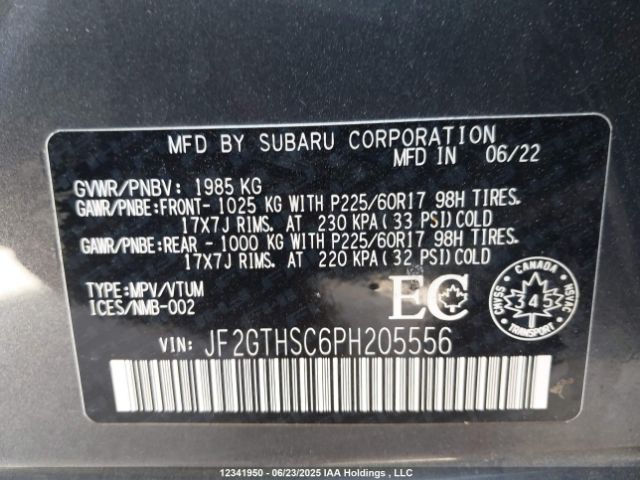 MFD BY SUBARU CORPORATION
MFD IN 06/22
GVWR/PNBV: 1985 KG
GAWR/PNBE:FRONT- 1025 KG WITH P225/60R17 98H TIRES.
17X7J RIMS. AT 230 KPA(33 PSI)COLD
GAWR/PNBE:REAR - 1000 KG WITH P225/60R17 98H TIRES.
17X7J RIMS. AT 220 KPA(32 PSI)COLD
TYPE:MPV/VTUM
ICES/NMB-002
EC
CANADA
NSVAC
345
TRANSPORT
VIN: JF2GTHSC6PH205556
12341950 - 06/23/2025 IAA Holdings , LLC